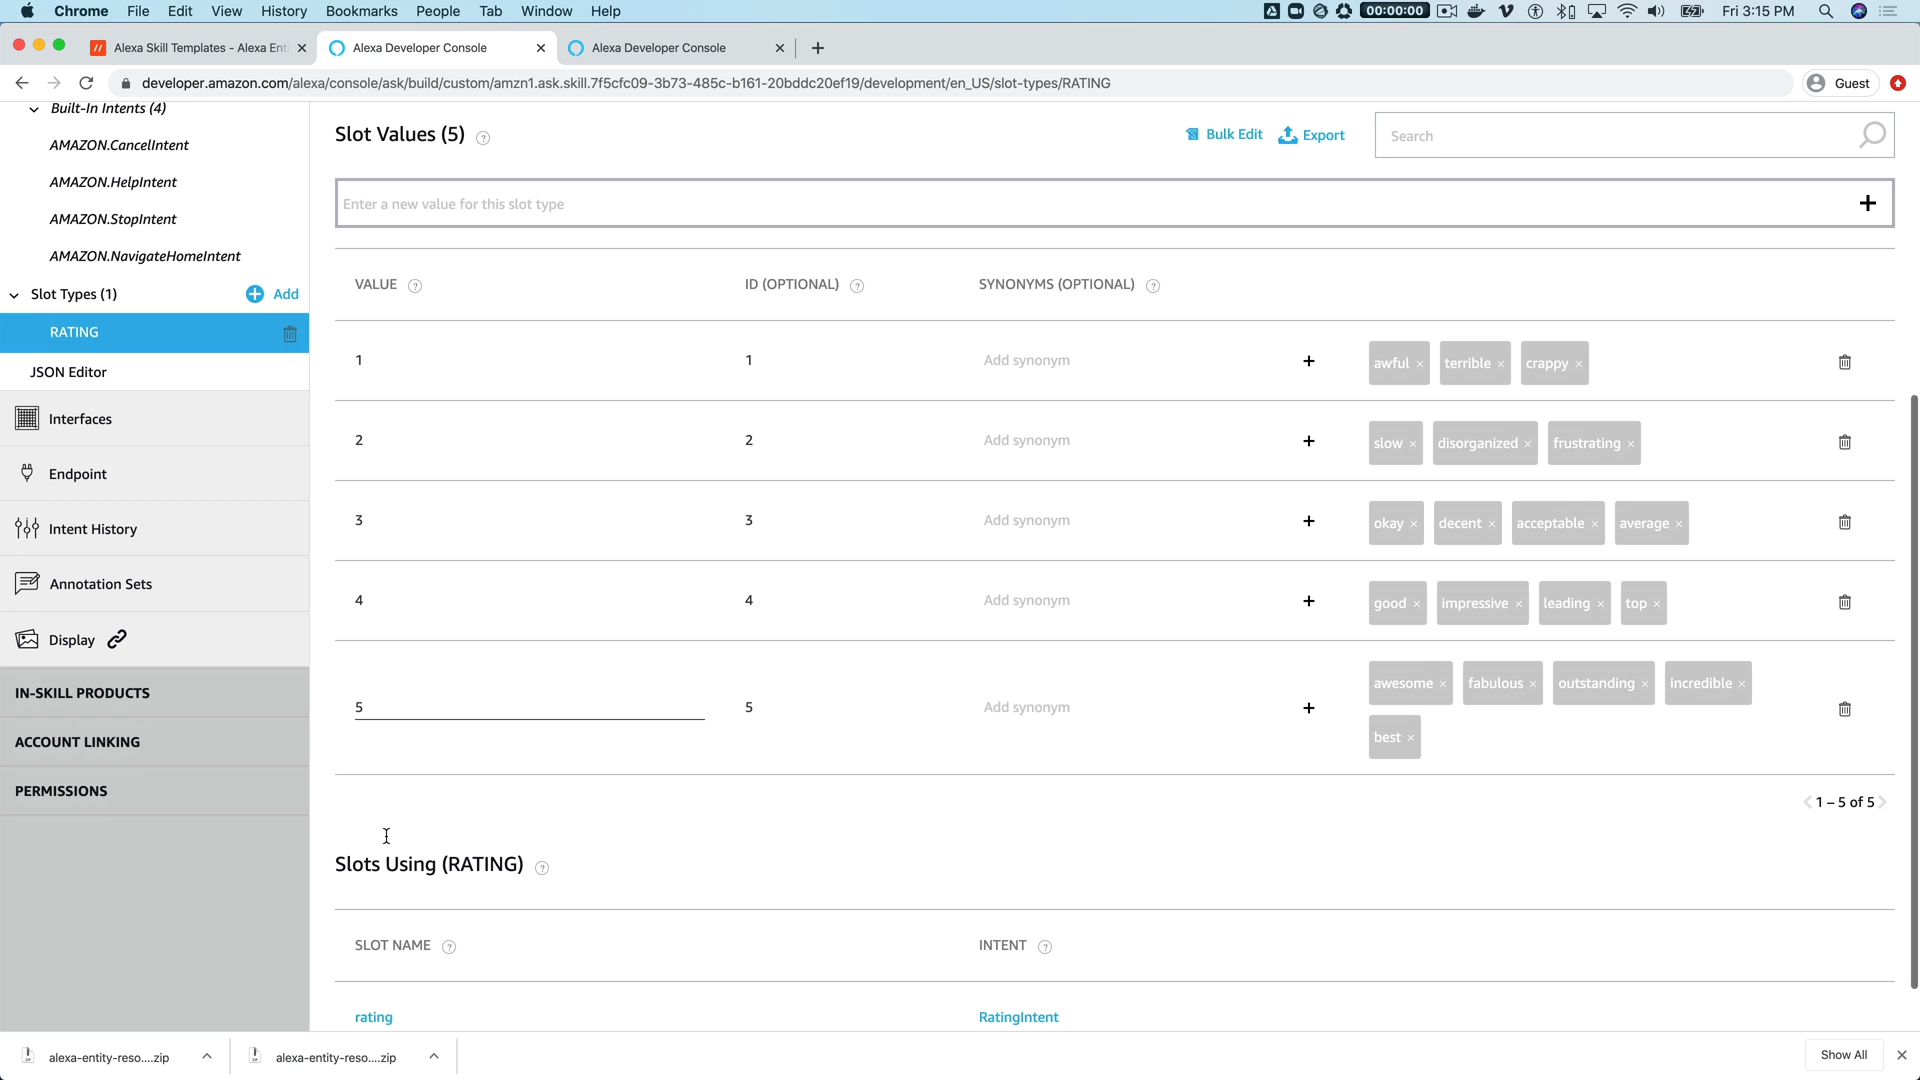 Chrome File Edit View History Bookmarks People Tab Window Help 00:00:00 Fri 3:15 PM
Alexa Skill Templates - Alexa Ent Alexa Developer Console Alexa Developer Console
developer.amazon.com/alexa/console/ask/build/custom/amzn1.ask.skill.7f5cfc09-3b73-485c-b161-20bddc20ef19/development/en_US/slot-types/RATING Guest
Built-In Intents (4)
AMAZON.CancelIntent
AMAZON.HelpIntent
AMAZON.StopIntent
AMAZON.NavigateHomeIntent
Slot Types (1) Add
RATING
JSON Editor
Interfaces
Endpoint
Intent History
Annotation Sets
Display
IN-SKILL PRODUCTS
ACCOUNT LINKING
PERMISSIONS
Slot Values (5) Bulk Edit Export Search
Enter a new value for this slot type
VALUE ID (OPTIONAL) SYNONYMS (OPTIONAL)
1 1 Add synonym awful terrible crappy
2 2 Add synonym slow disorganized frustrating
3 3 Add synonym okay decent acceptable average
4 4 Add synonym good impressive leading top
5 5 Add synonym awesome fabulous outstanding incredible
best
1 – 5 of 5
Slots Using (RATING)
SLOT NAME INTENT
rating RatingIntent
alexa-entity-reso....zip alexa-entity-reso....zip Show All